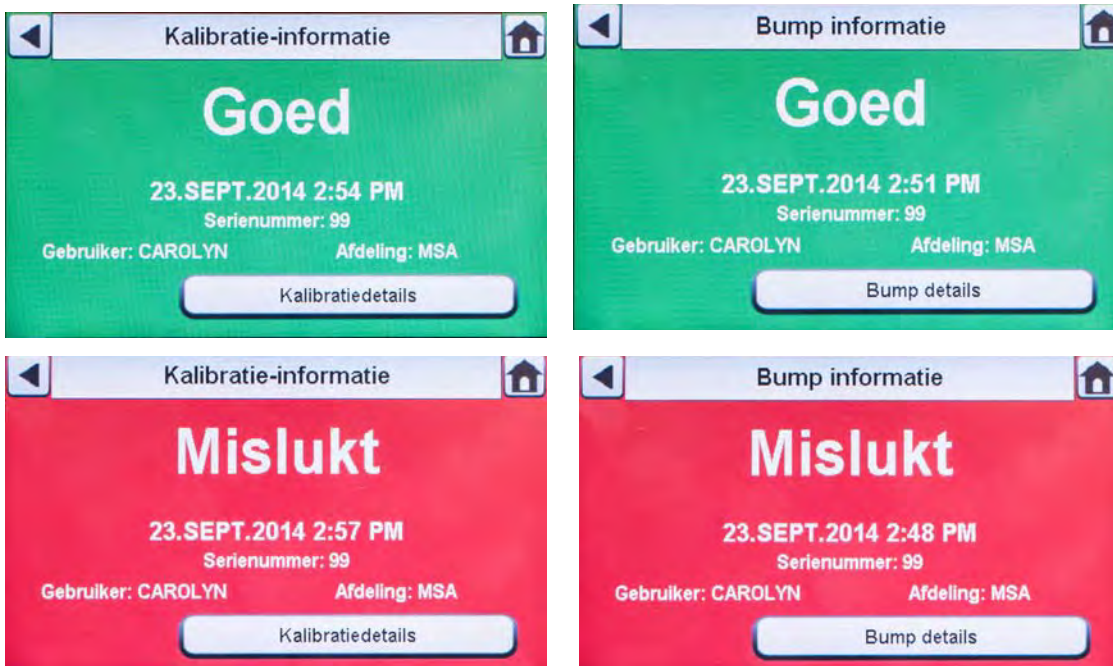 Kalibratie-informatie
Goed
23.SEPT.2014 2:54 PM
Serienummer: 99
Gebruiker: CAROLYN Afdeling: MSA
Kalibratiedetails
Bump informatie
Goed
23.SEPT.2014 2:51 PM
Serienummer: 99
Gebruiker: CAROLYN Afdeling: MSA
Bump details
Kalibratie-informatie
Mislukt
23.SEPT.2014 2:57 PM
Serienummer: 99
Gebruiker: CAROLYN Afdeling: MSA
Kalibratiedetails
Bump informatie
Mislukt
23.SEPT.2014 2:48 PM
Serienummer: 99
Gebruiker: CAROLYN Afdeling: MSA
Bump details